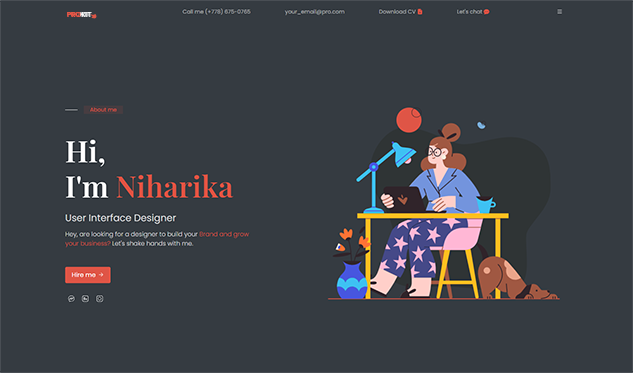 Call me (+778) 675-0765
your_email@pro.com
Download CV
Let's chat
About me
Hi,
I'm Niharika
User Interface Designer
Hey, are looking for a designer to build your Brand and grow
your business? Let's shake hands with me.
Hire me →